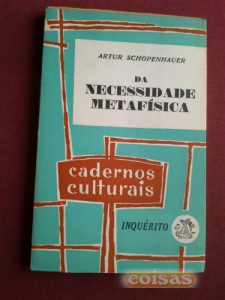 ARTUR SCHOPENHAUER
DA
NECESSIDADE
METAFÍSICA
cadernos
culturais
INQUÉRITO
coisas